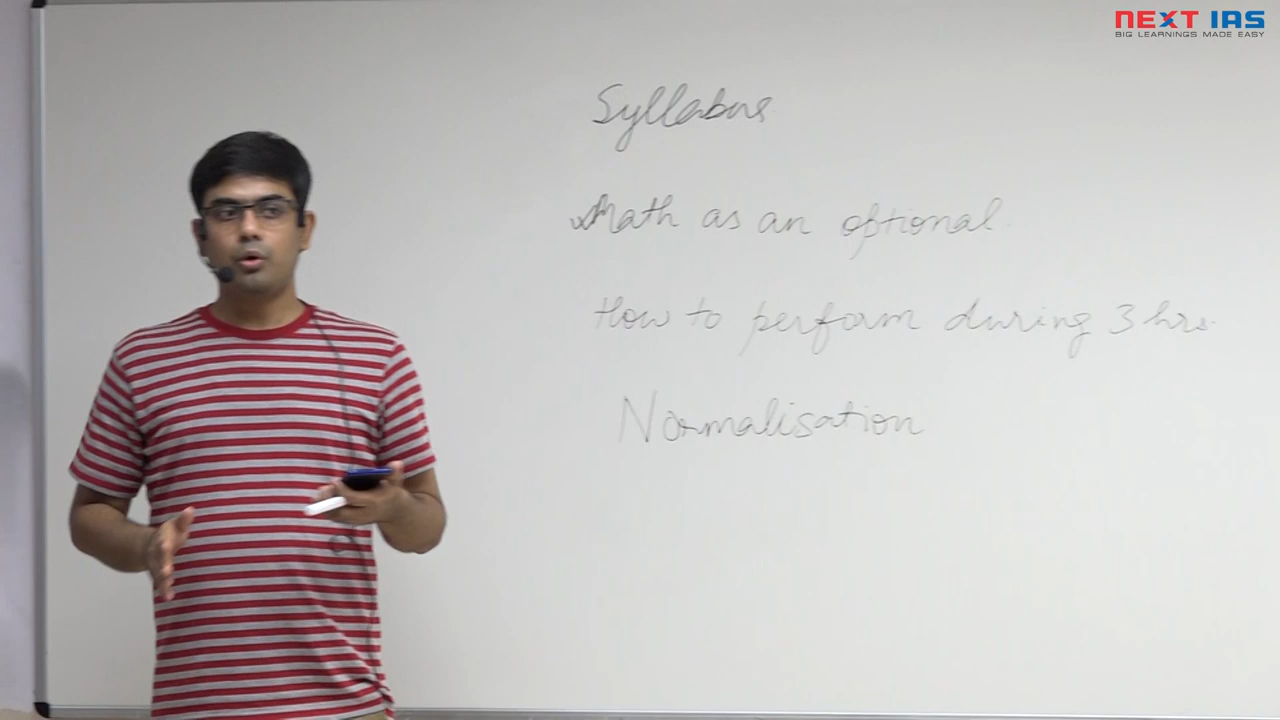 NEXT IAS
BIG LEARNINGS MADE EASY
Syllabus
Math as an optional.
How to perform during 3 hrs.
Normalisation